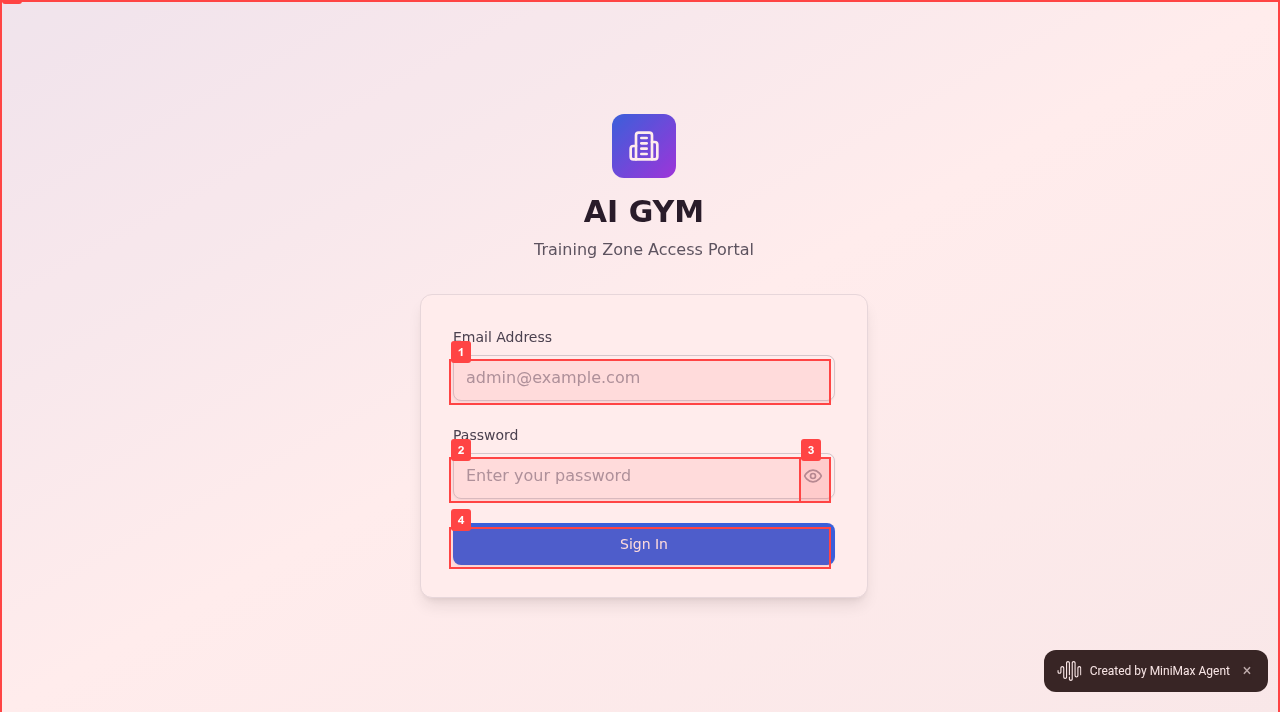 AI GYM
Training Zone Access Portal
Email Address
1
admin@example.com
Password
2
3
Enter your password
4
Sign In
Created by MiniMax Agent ×